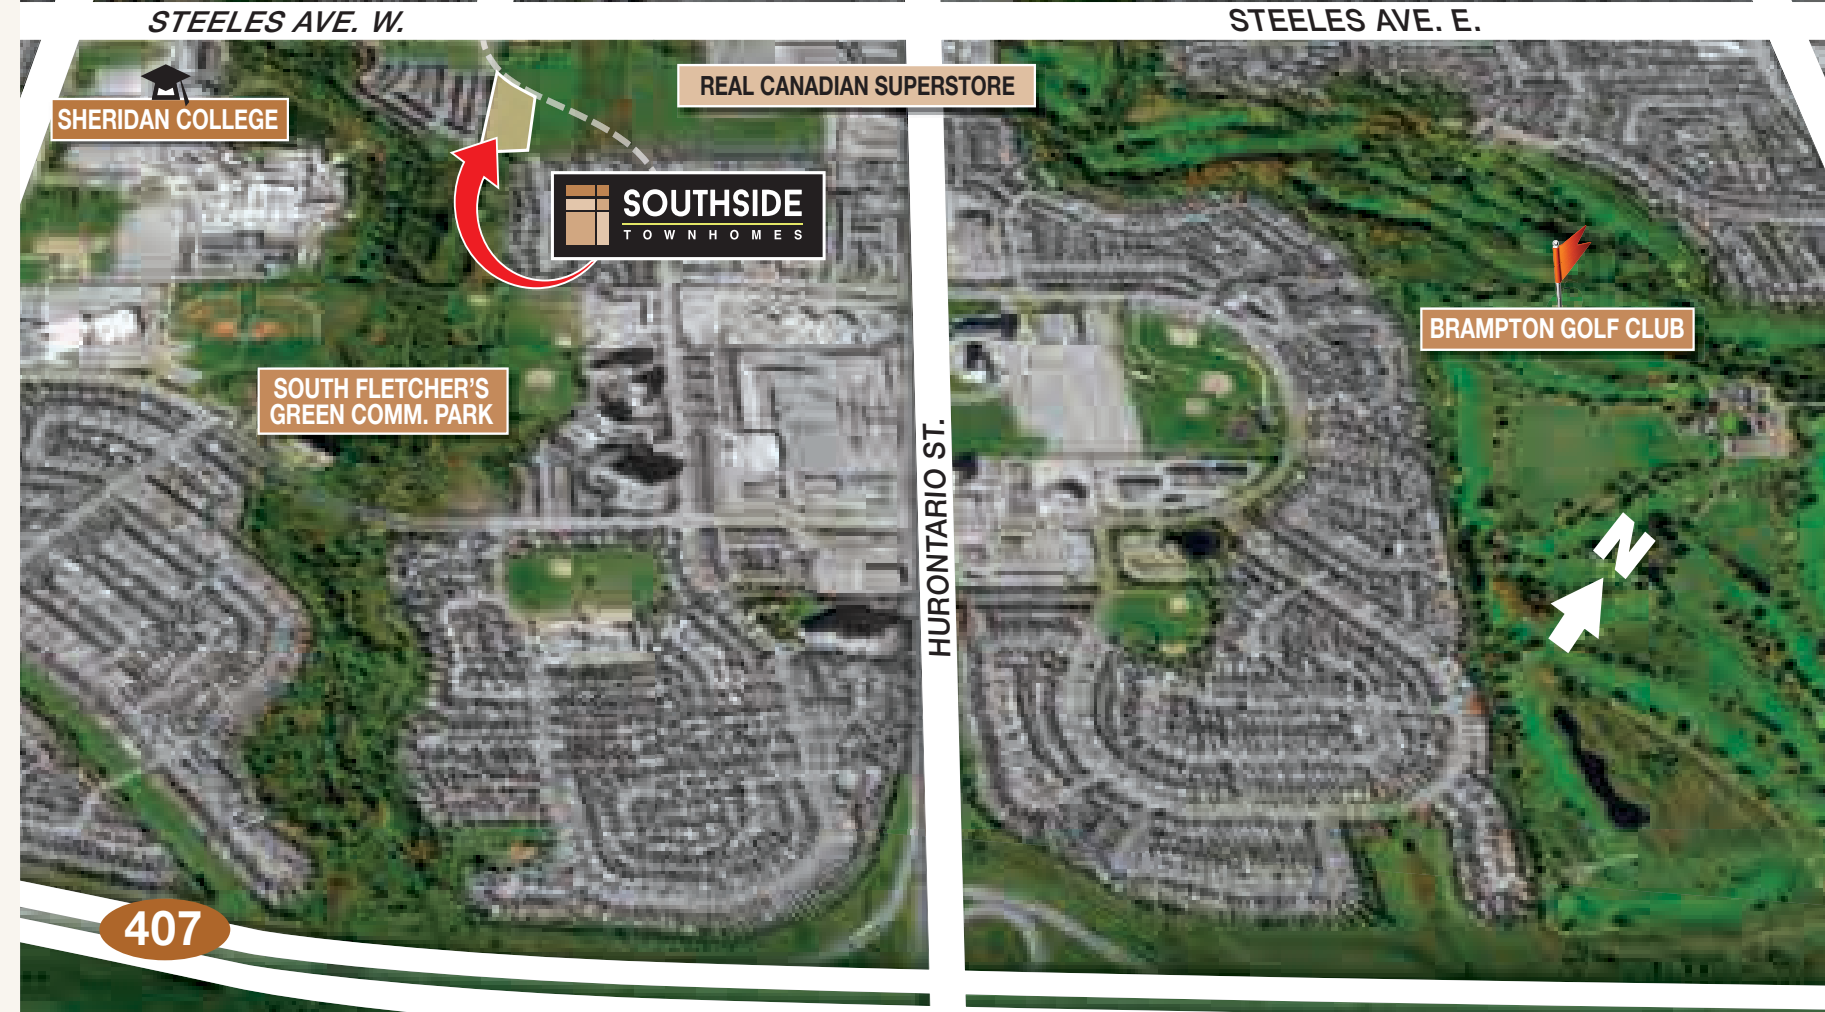 STEELES AVE. W.
STEELES AVE. E.
REAL CANADIAN SUPERSTORE
SHERIDAN COLLEGE
SOUTHSIDE
TOWNHOMES
BRAMPTON GOLF CLUB
SOUTH FLETCHER'S
GREEN COMM. PARK
HURONTARIO ST.
N
407